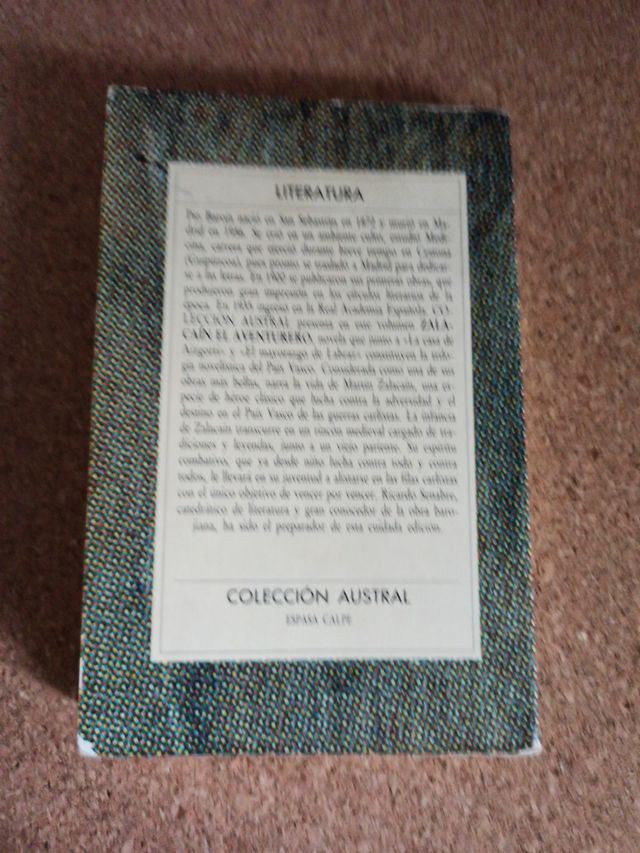 LITERATURA
Pío Baroja nació en San Sebastián en 1872 y murió en Ma-
drid en 1956. Se crió en un ambiente culto, estudió Medi-
cina, carrera que ejerció durante breve tiempo en Cestona
(Guipúzcoa), pues pronto se trasladó a Madrid para dedicar-
se a las letras. En 1900 se publicaron sus primeras obras, que
produjeron gran impresión en los círculos literarios de la
época. En 1935 ingresó en la Real Academia Española. CO-
LECCIÓN AUSTRAL presenta en este volumen ZALA-
CAÍN EL AVENTURERO, novela que junto a «La casa de
Aizgorri» y «El mayorazgo de Labraz» constituyen la trilo-
gía novelística del País Vasco. Considerada como una de sus
obras más bellas, narra la vida de Martín Zalacaín, una es-
pecie de héroe clásico que lucha contra la adversidad y el
destino en el País Vasco de las guerras carlistas. La infancia
de Zalacaín transcurre en un rincón medieval cargado de tra-
diciones y leyendas, junto a un viejo pariente. Su espíritu
combativo, que ya desde niño lucha contra todo y contra
todos, le llevará en su juventud a alistarse en las filas carlistas
con el único objetivo de vencer por vencer. Ricardo Senabre,
catedrático de literatura y gran conocedor de la obra baro-
jiana, ha sido el preparador de esta cuidada edición.
COLECCIÓN AUSTRAL
ESPASA CALPE